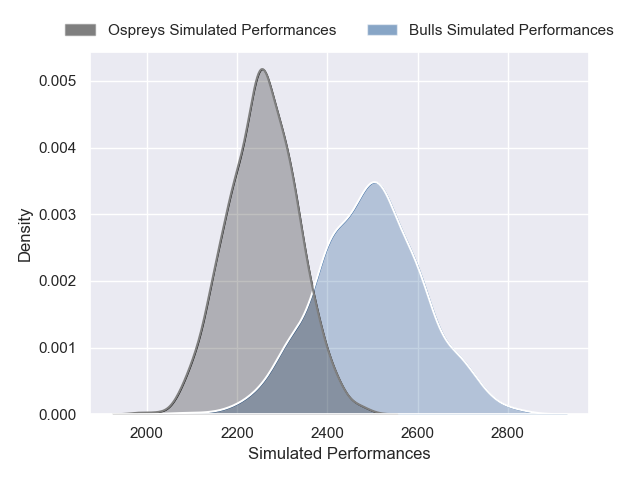 Ospreys Simulated Performances
Bulls Simulated Performances
0.005
0.004
0.003
0.002
0.001
0.000
Density
2000
2200
2400
2600
2800
Simulated Performances